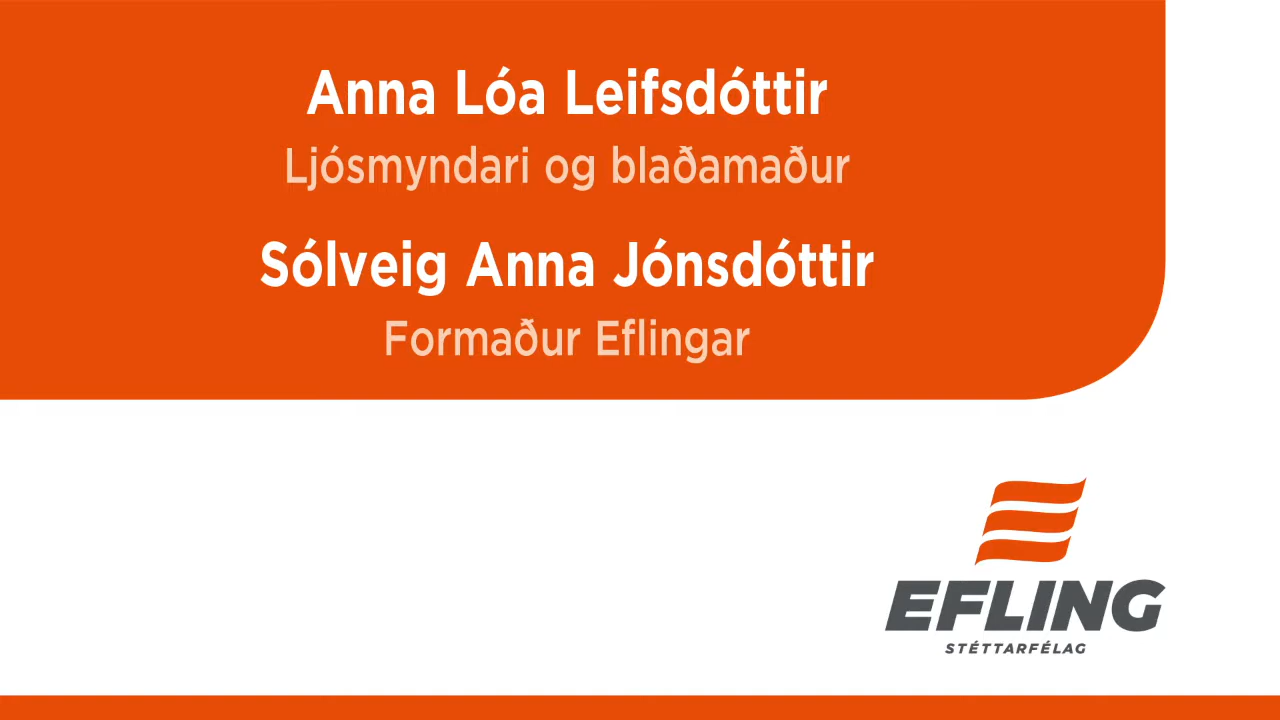 Anna Lóa Leifsdóttir
Ljósmyndari og blaðamaður
Sólveig Anna Jónsdóttir
Formaður Eflingar
EFLING
STÉTTARFÉLAG